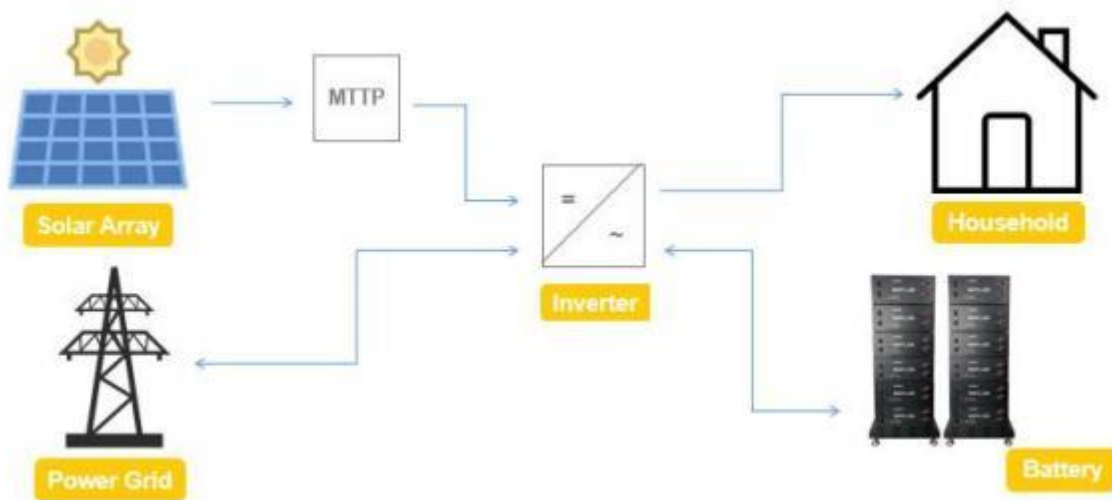 MTTP
Solar Array
=
~
Household
Inverter
Power Grid
Battery